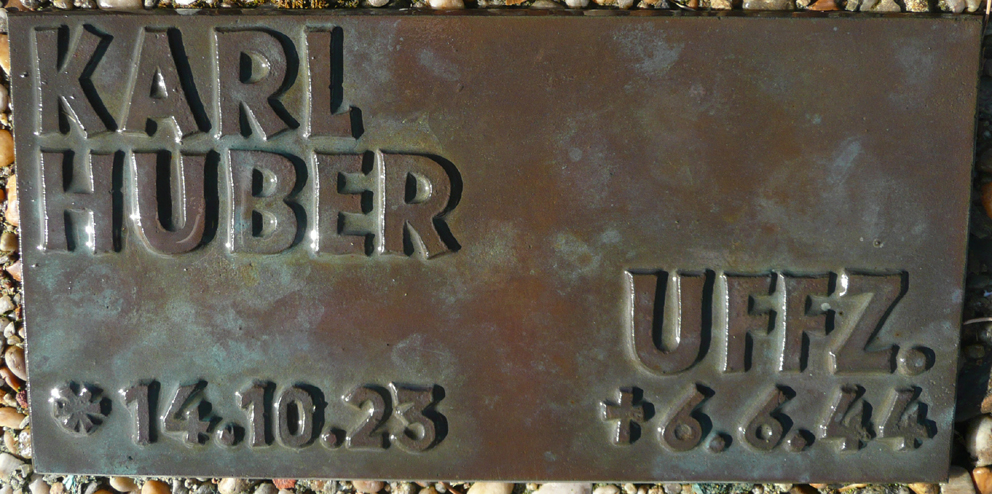 KARL
HUBER
UFFZ.
* 14.10.23 ✝ 6.6.44